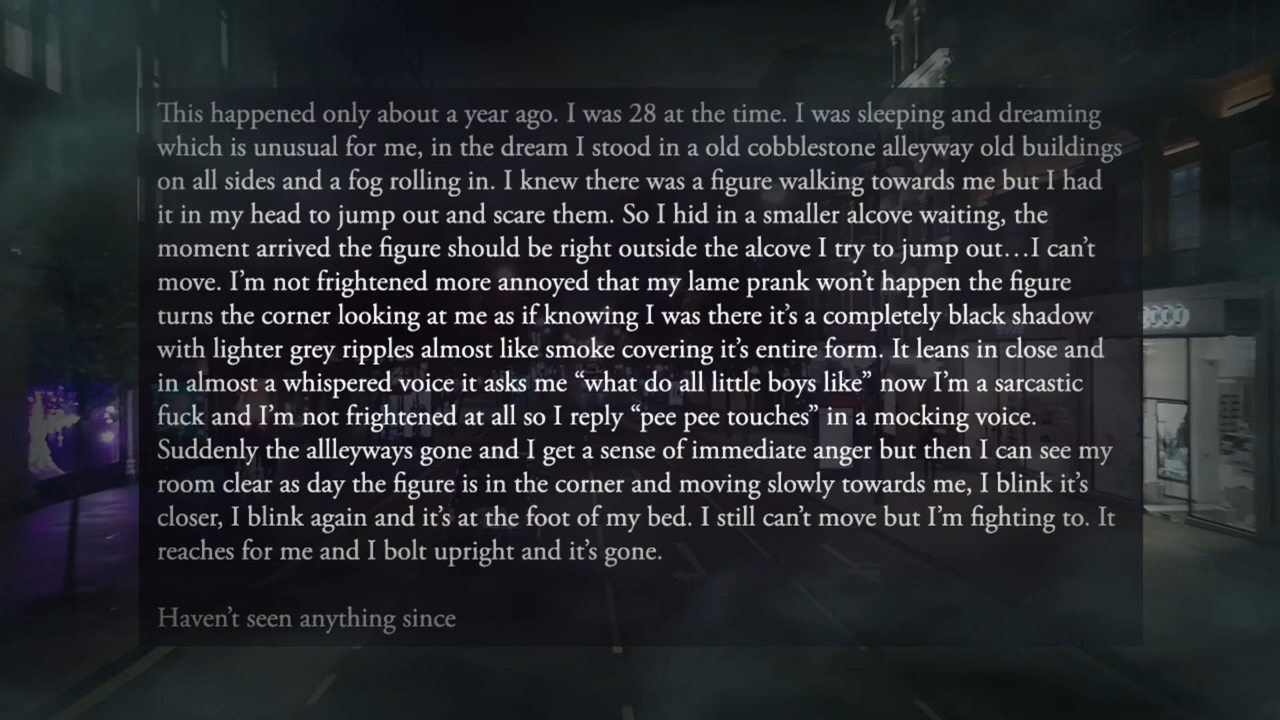 This happened only about a year ago. I was 28 at the time. I was sleeping and dreaming
which is unusual for me, in the dream I stood in a old cobblestone alleyway old buildings
on all sides and a fog rolling in. I knew there was a figure walking towards me but I had
it in my head to jump out and scare them. So I hid in a smaller alcove waiting, the
moment arrived the figure should be right outside the alcove I try to jump out…I can’t
move. I’m not frightened more annoyed that my lame prank won’t happen the figure
turns the corner looking at me as if knowing I was there it’s a completely black shadow
with lighter grey ripples almost like smoke covering it’s entire form. It leans in close and
in almost a whispered voice it asks me “what do all little boys like” now I’m a sarcastic
fuck and I’m not frightened at all so I reply “pee pee touches” in a mocking voice.
Suddenly the allleyways gone and I get a sense of immediate anger but then I can see my
room clear as day the figure is in the corner and moving slowly towards me, I blink it’s
closer, I blink again and it’s at the foot of my bed. I still can’t move but I’m fighting to. It
reaches for me and I bolt upright and it’s gone.
Haven’t seen anything since